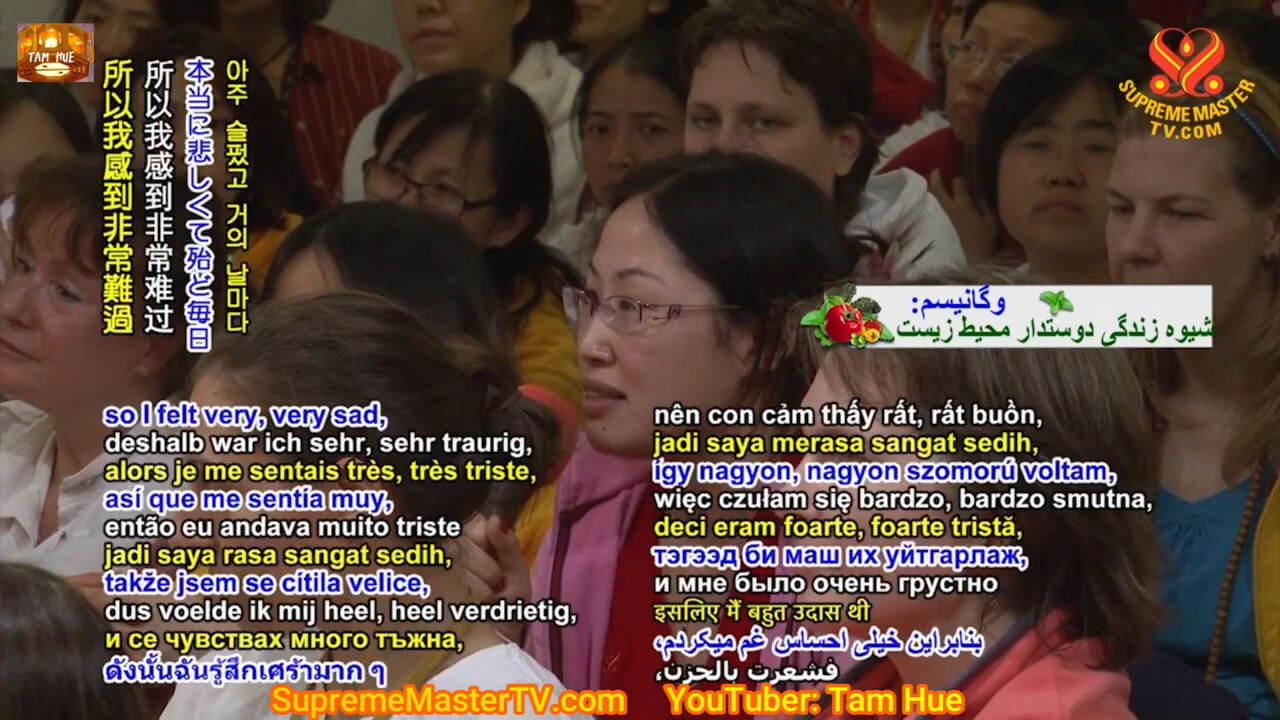 TAM HUE
所以我感到非常難過
所以我感到非常难过
本当に悲しくて殆ど毎日
아주 슬펐고 거의 날마다
SUPREME MASTER
TV.COM
وگانیسم:
شیوه زندگی دوستدار محیط زیست
so I felt very, very sad,
deshalb war ich sehr, sehr traurig,
alors je me sentais très, très triste,
así que me sentía muy,
então eu andava muito triste
jadi saya rasa sangat sedih,
takže jsem se cítila velice,
dus voelde ik mij heel, heel verdrietig,
и се чувствах много тъжна,
ดังนั้นฉันรู้สึกเศร้ามาก ๆ
nên con cảm thấy rất, rất buồn,
jadi saya merasa sangat sedih,
így nagyon, nagyon szomorú voltam,
więc czułam się bardzo, bardzo smutna,
deci eram foarte, foarte tristă,
тэгээд би маш их уйтгарлаж,
и мне было очень грустно
इसलिए मैं बहुत उदास थी
بنابراین خیلی احساس غم میکردم،
فشعرت بالحزن،
SupremeMasterTV.com YouTuber: Tam Hue